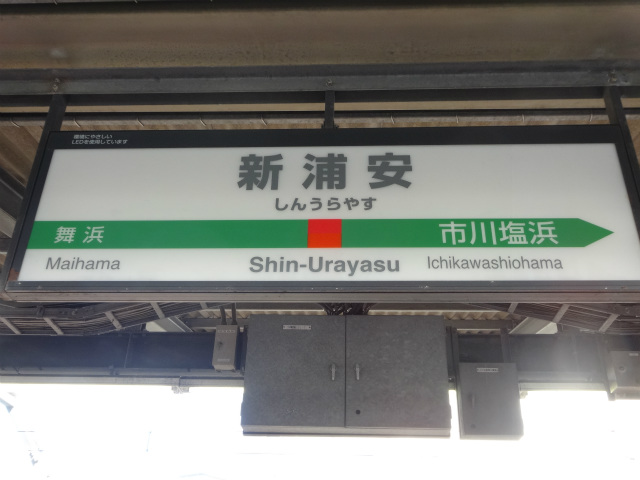 環境にやさしい
LEDを使用しています
新浦安
しんうらやす
舞浜
市川塩浜
Maihama
Shin-Urayasu
Ichikawashiohama